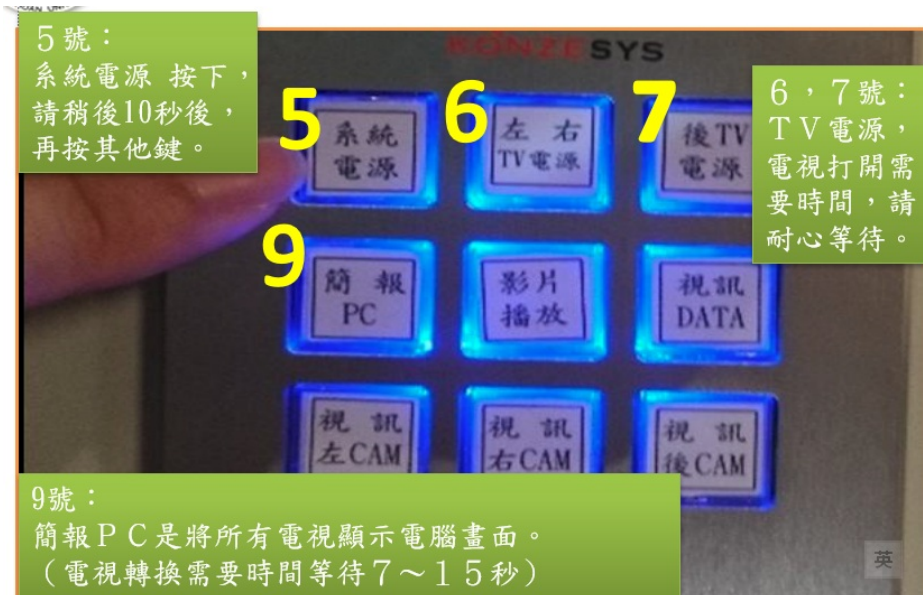 5號：
系統電源 按下，
請稍後10秒後，
再按其他鍵。
KONZESYS
5
6
7
6，7號：
TV電源，
電視打開需
要時間，請
耐心等待。
系統
電源
左 右
TV電源
後TV
電源
9
簡 報
PC
影片
播放
視訊
DATA
視 訊
左CAM
視 訊
右CAM
視 訊
後CAM
9號：
簡報PC是將所有電視顯示電腦畫面。
（電視轉換需要時間等待7～15秒）
英